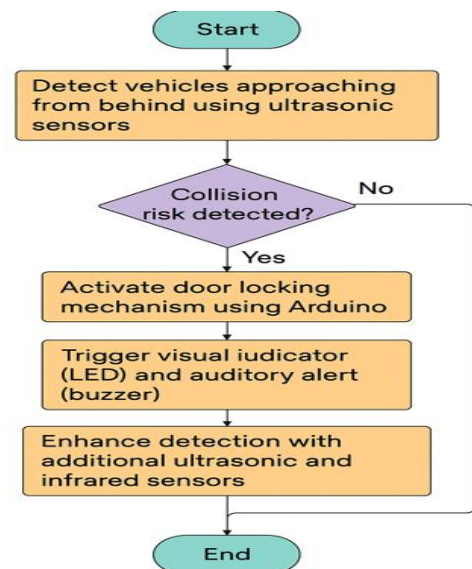 Start
Detect vehicles approaching
from behind using ultrasonic
sensors
Collision
risk detected?
No
Yes
Activate door locking
mechanism using Arduino
Trigger visual iudicator
(LED) and auditory alert
(buzzer)
Enhance detection with
additional ultrasonic and
infrared sensors
End